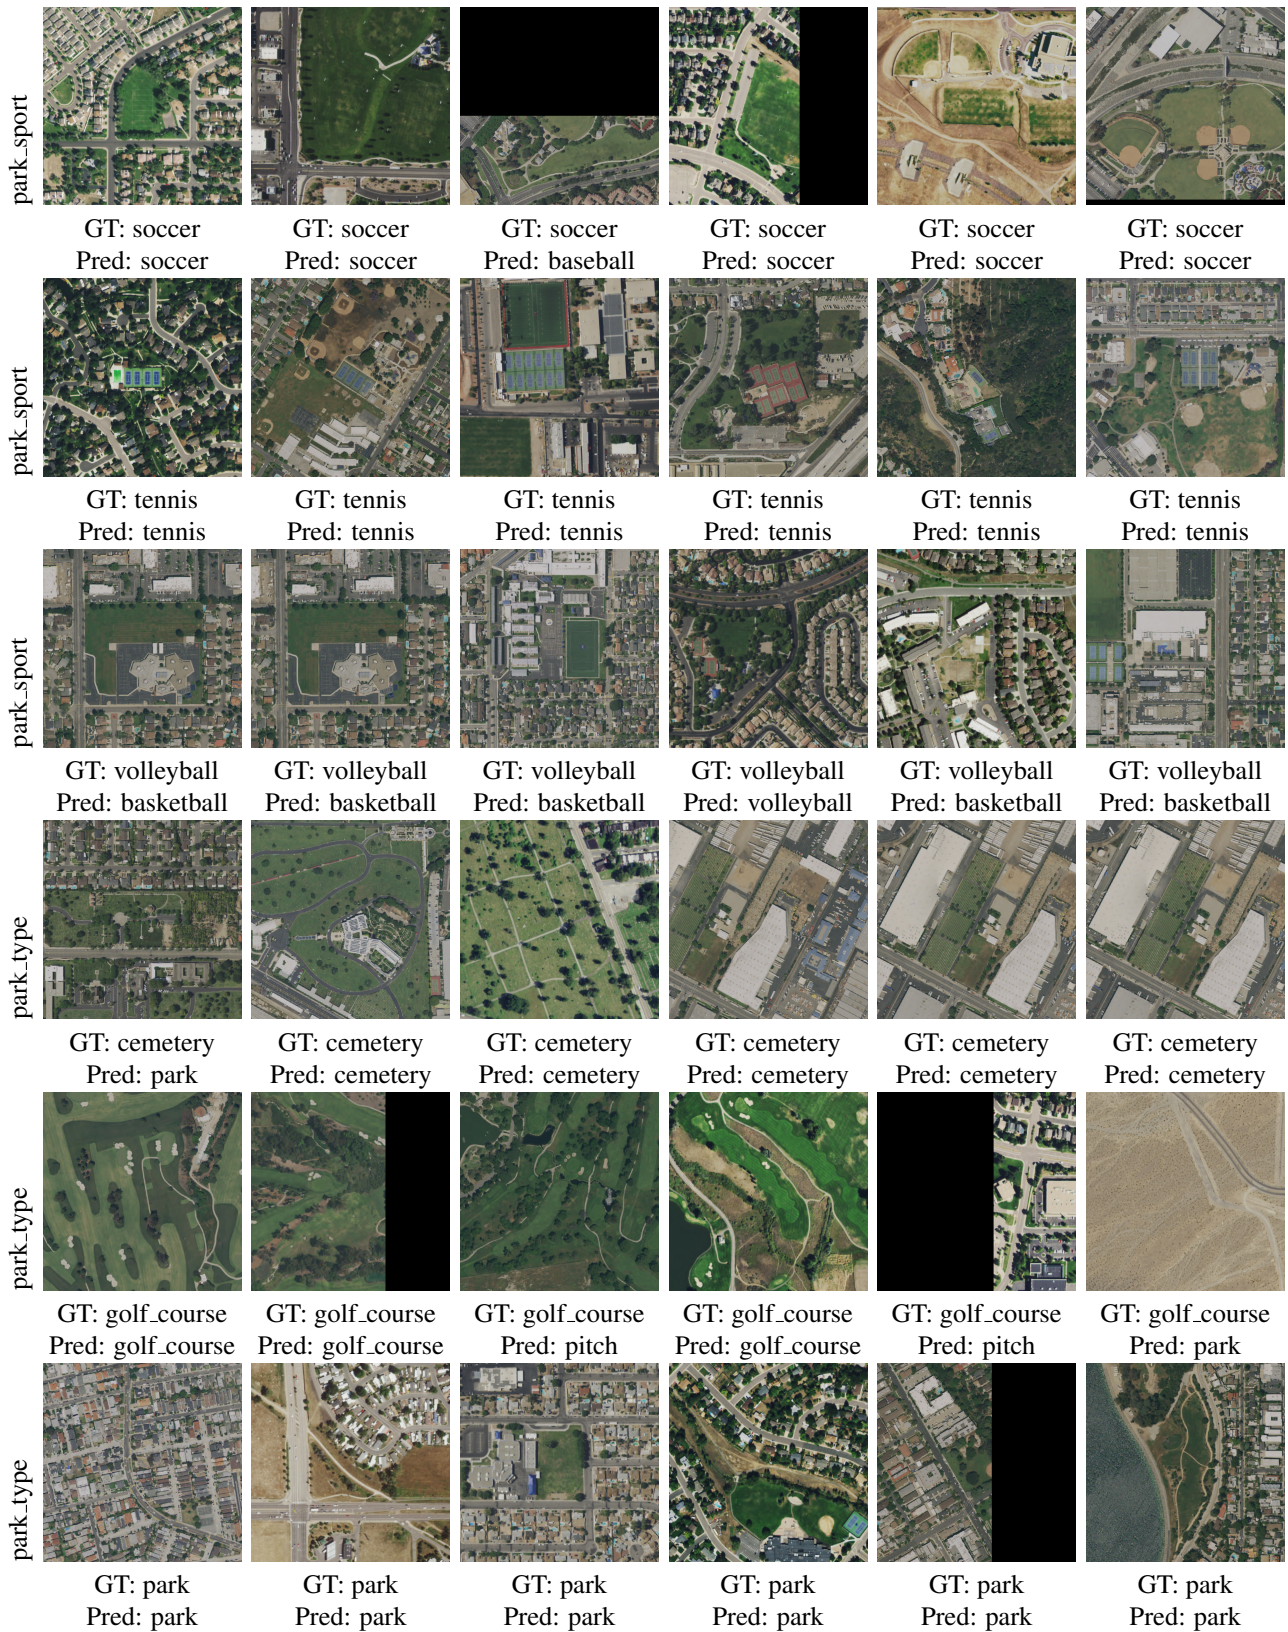 park_sport
GT: soccer GT: soccer GT: soccer GT: soccer GT: soccer GT: soccer
Pred: soccer Pred: soccer Pred: baseball Pred: soccer Pred: soccer Pred: soccer
park_sport
GT: tennis GT: tennis GT: tennis GT: tennis GT: tennis GT: tennis
Pred: tennis Pred: tennis Pred: tennis Pred: tennis Pred: tennis Pred: tennis
park_sport
GT: volleyball GT: volleyball GT: volleyball GT: volleyball GT: volleyball GT: volleyball
Pred: basketball Pred: basketball Pred: basketball Pred: volleyball Pred: basketball Pred: basketball
park_type
GT: cemetery GT: cemetery GT: cemetery GT: cemetery GT: cemetery GT: cemetery
Pred: park Pred: cemetery Pred: cemetery Pred: cemetery Pred: cemetery Pred: cemetery
park_type
GT: golf_course GT: golf_course GT: golf_course GT: golf_course GT: golf_course GT: golf_course
Pred: golf_course Pred: golf_course Pred: pitch Pred: golf_course Pred: pitch Pred: park
park_type
GT: park GT: park GT: park GT: park GT: park GT: park
Pred: park Pred: park Pred: park Pred: park Pred: park Pred: park